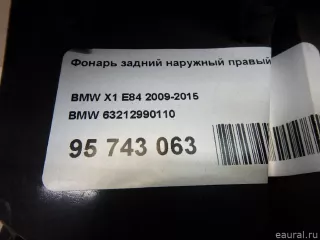 Фонарь задний наружный правый
BMW X1 E84 2009-2015
BMW 63212990110
95 743 063
eaural.ru